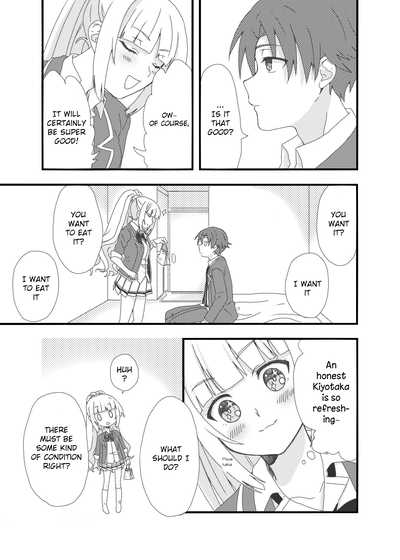 ...
IS IT
THAT
GOOD?
OW-
OF COURSE,
IT WILL
CERTAINLY
BE SUPER
GOOD!
YOU
WANT
IT?
I WANT
IT
YOU
WANT TO
EAT IT?
I WANT
TO EAT
IT
An
honest
Kiyotaka
is so
refresh-
ing~
WHAT
SHOULD I
DO?
HUH
?
THERE
MUST BE
SOME KIND
OF CONDITION
RIGHT?